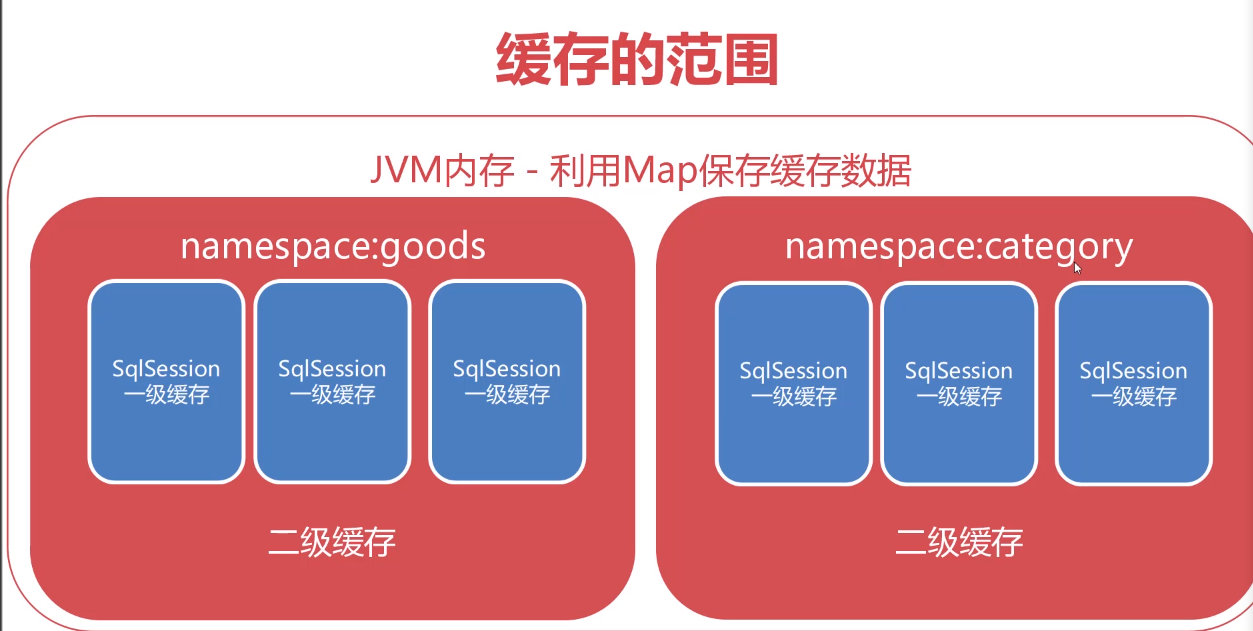 缓存的范围
JVM内存 - 利用Map保存缓存数据
namespace:goods
SqlSession
一级缓存
SqlSession
一级缓存
SqlSession
一级缓存
二级缓存
namespace:category
SqlSession
一级缓存
SqlSession
一级缓存
SqlSession
一级缓存
二级缓存